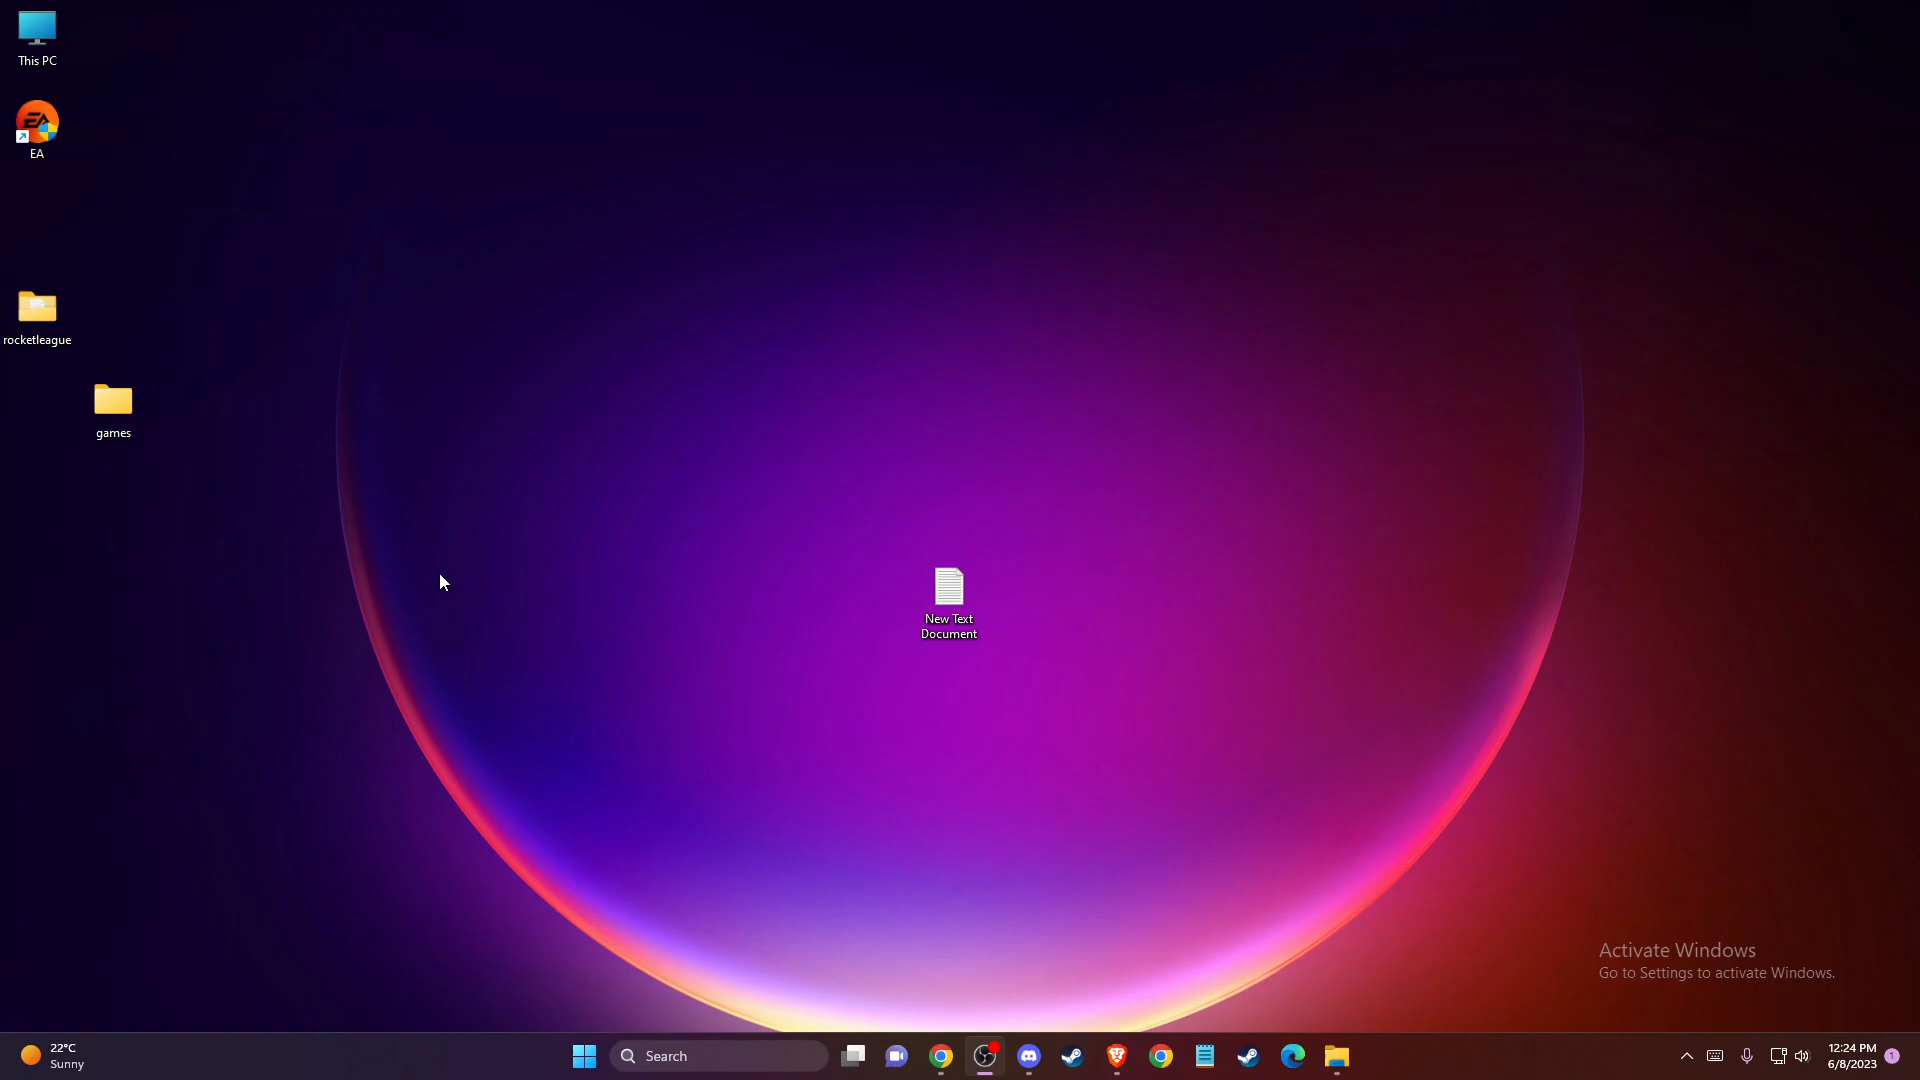 This PC
EA
EA
rocketleague
games
New Text
Document
Activate Windows
Go to Settings to activate Windows.
22°C
Sunny
Search
12:24 PM
6/8/2023
1